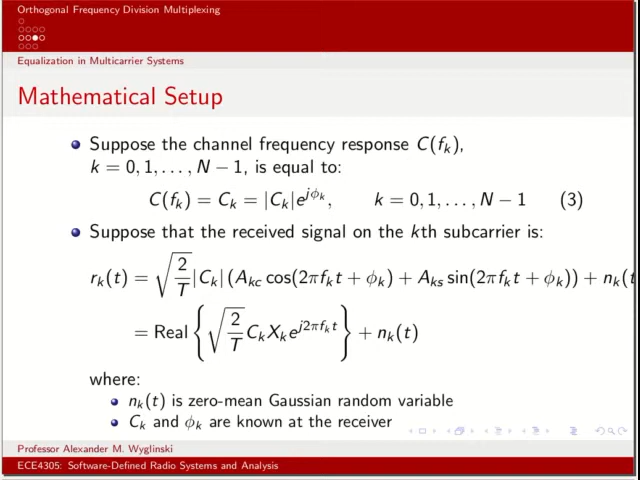 Orthogonal Frequency Division Multiplexing
Equalization in Multicarrier Systems
Mathematical Setup
Suppose the channel frequency response C(f_k),
k = 0, 1, . . . , N − 1, is equal to:
C(f_k) = C_k = |C_k|e^{jϕ_k},   k = 0, 1, . . . , N − 1   (3)
Suppose that the received signal on the kth subcarrier is:
r_k(t) = √(2/T)|C_k| (A_{kc} cos(2πf_k t + ϕ_k) + A_{ks} sin(2πf_k t + ϕ_k)) + n_k(t
= Real { √(2/T) C_k X_k e^{j2πf_k t} } + n_k(t)
where:
n_k(t) is zero-mean Gaussian random variable
C_k and ϕ_k are known at the receiver
Professor Alexander M. Wyglinski
ECE4305: Software-Defined Radio Systems and Analysis